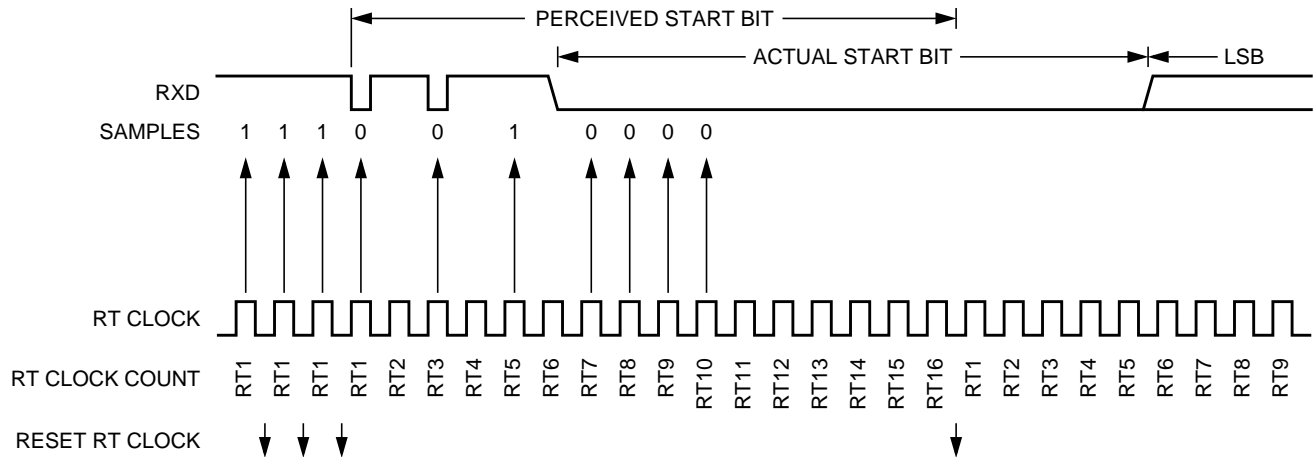 PERCEIVED START BIT
ACTUAL START BIT
LSB
RXD
SAMPLES 1 1 1 0 0 1 0 0 0 0
RT CLOCK
RT CLOCK COUNT RT1 RT1 RT1 RT1 RT2 RT3 RT4 RT5 RT6 RT7 RT8 RT9 RT10 RT11 RT12 RT13 RT14 RT15 RT16 RT1 RT2 RT3 RT4 RT5 RT6 RT7 RT8 RT9
RESET RT CLOCK